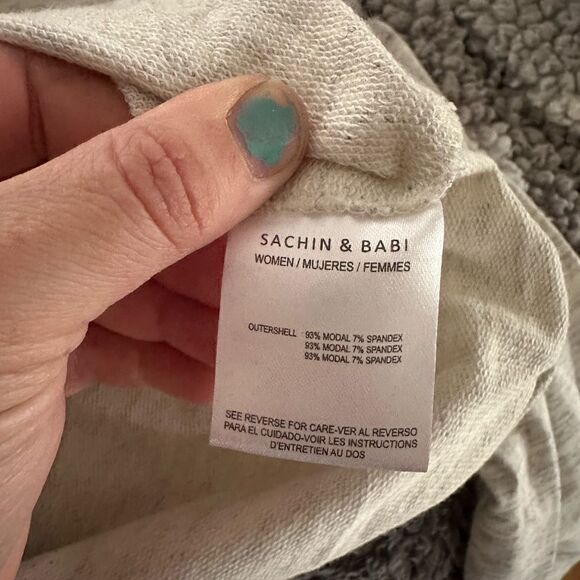 SACHIN & BABI
WOMEN / MUJERES / FEMMES
OUTERSHELL : 93% MODAL 7% SPANDEX
93% MODAL 7% SPANDEX
93% MODAL 7% SPANDEX
SEE REVERSE FOR CARE-VER AL REVERSO
PARA EL CUIDADO-VOIR LES INSTRUCTIONS
D'ENTRETIEN AU DOS